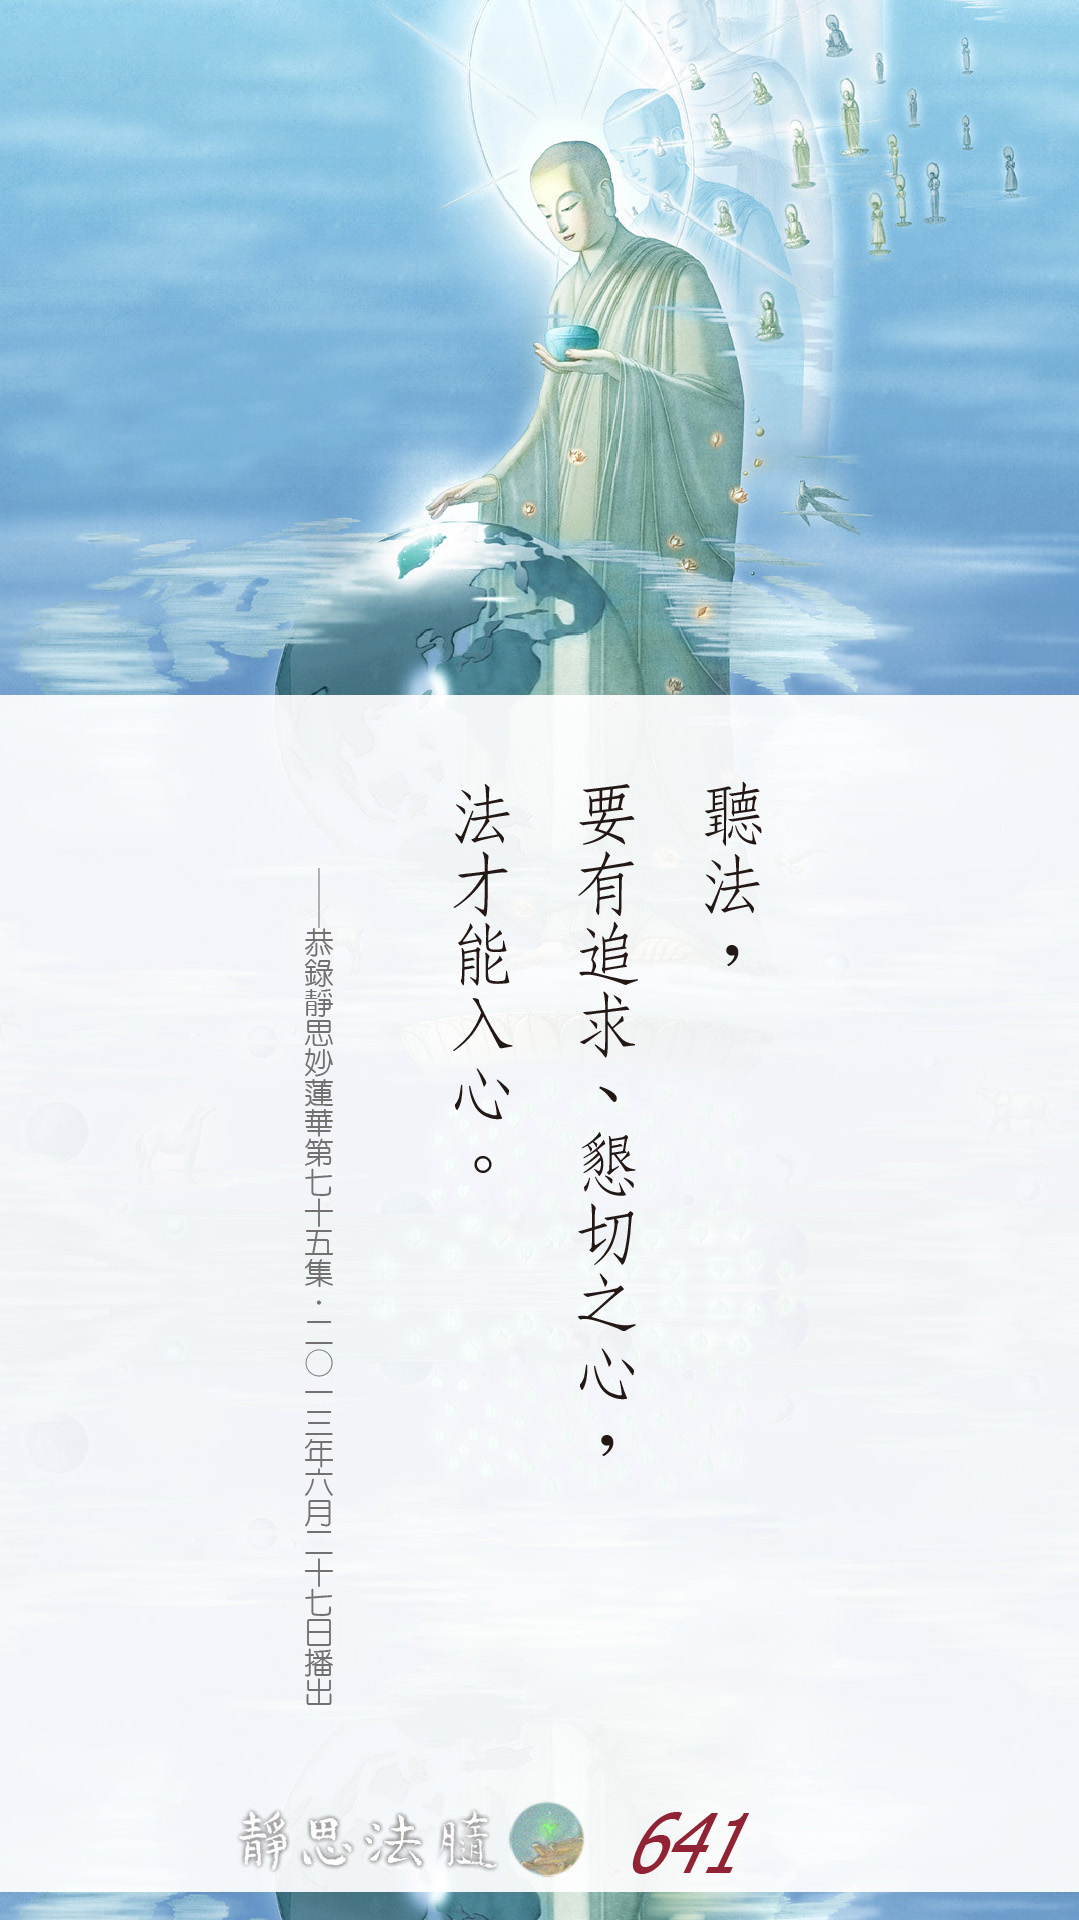 聽法，
要有追求、懇切之心，
法才能入心。
──恭錄靜思妙蓮華第七十五集．二〇一三年六月二十七日播出
靜思法髓
641